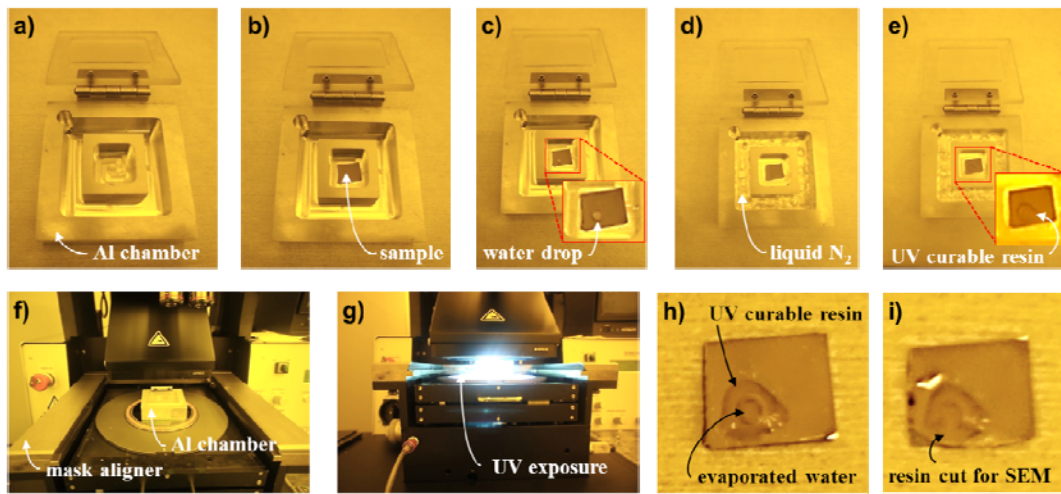 a)
Al chamber
b)
sample
c)
water drop
d)
liquid N₂
e)
UV curable resin
f)
Al chamber
mask aligner
g)
UV exposure
h)
UV curable resin
evaporated water
i)
resin cut for SEM